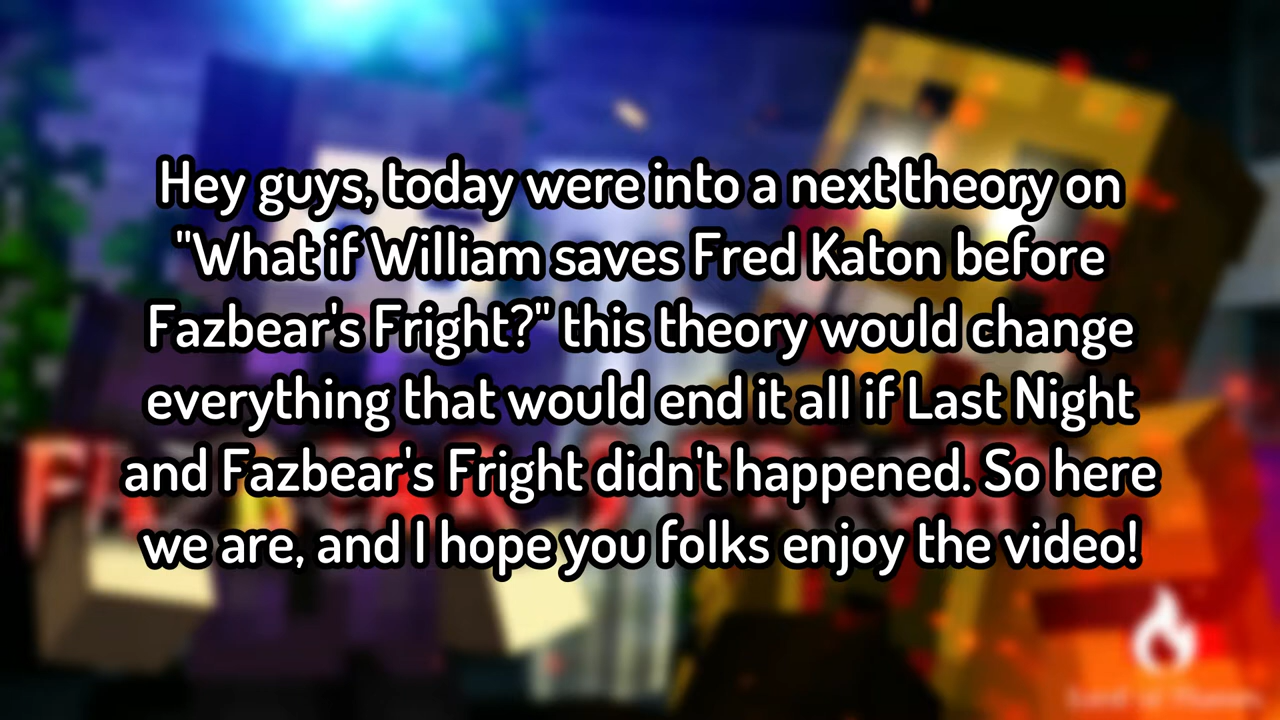 Hey guys, today were into a next theory on
"What if William saves Fred Katon before
Fazbear's Fright?" this theory would change
everything that would end it all if Last Night
and Fazbear's Fright didn't happened. So here
we are, and I hope you folks enjoy the video!